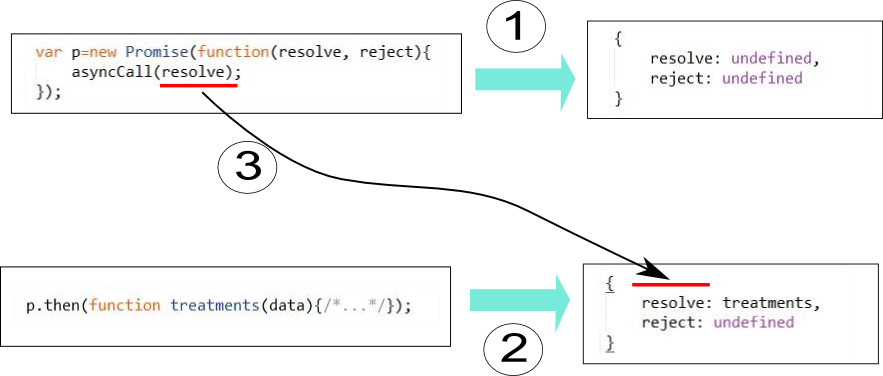 1
var p=new Promise(function(resolve, reject){
asyncCall(resolve);
});
{
resolve: undefined,
reject: undefined
}
3
p.then(function treatments(data){/*...*/});
2
{
resolve: treatments,
reject: undefined
}